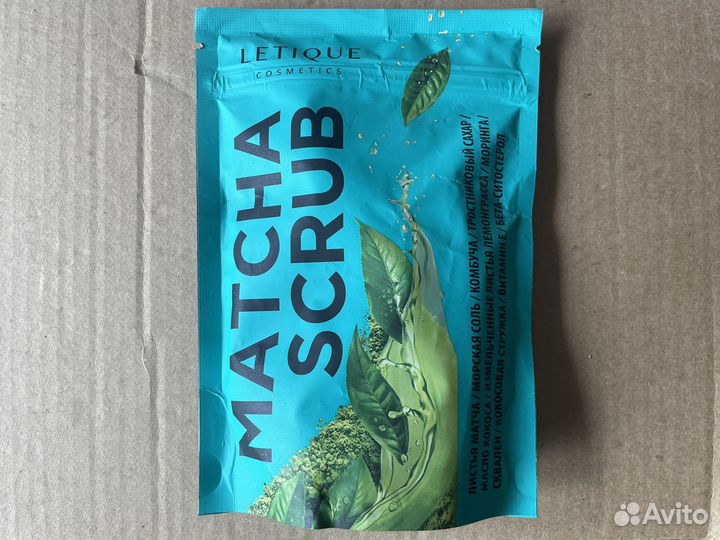 LETIQUE
COSMETICS
MATCHA
SCRUB
ЛИСТЬЯ МАТЧА / МОРСКАЯ СОЛЬ / КОМБУЧА / ТРОСТНИКОВЫЙ САХАР /
МАСЛО КОКОСА / ИЗМЕЛЬЧЕННЫЕ ЛИСТЬЯ ЛЕМОНГРАССА / МОРИНГА /
СКВАЛЕН / КОКОСОВАЯ СТРУЖКА / ВИТАМИН Е / БЕТА-СИТОСТЕРОЛ
Avito